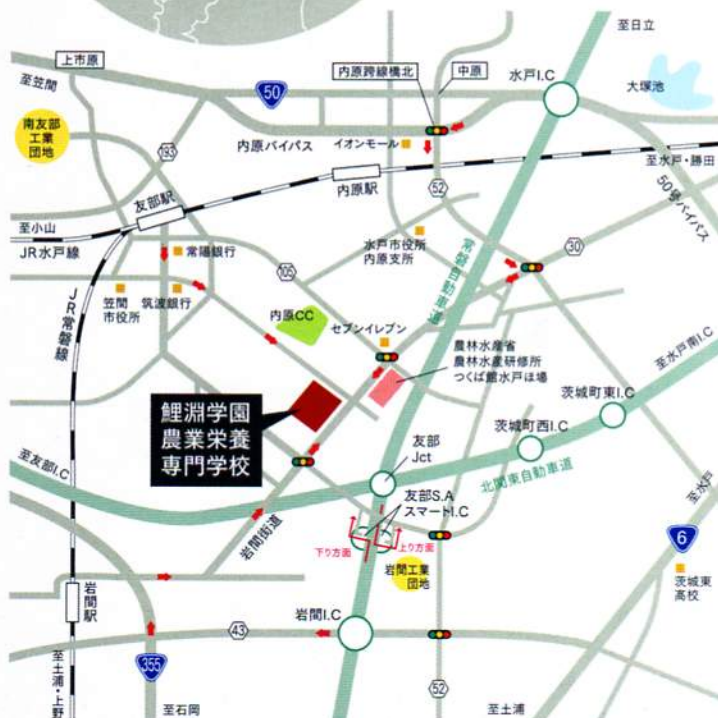 至日立
上市原
至笠間
50
内原跨線橋北
中原
水戸I.C
大塚池
南友部
工業
団地
193
内原バイパス
イオンモール
至水戸・勝田
友部駅
内原駅
52
50号バイパス
至小山
JR水戸線
常陽銀行
水戸市役所
内原支所
常磐自動車道
30
105
JR常磐線
笠間
市役所
筑波銀行
内原CC
セブンイレブン
農林水産省
農林水産研修所
つくば館水戸ほ場
至水戸南I.C
鯉淵学園
農業栄養
専門学校
茨城町東I.C
茨城町西I.C
至友部I.C
友部
Jct
北関東自動車道
至水戸
友部S.A
スマートI.C
岩間街道
下り方面
上り方面
6
岩間工業
団地
茨城東
高校
岩間駅
岩間I.C
43
355
52
至土浦・上野
至石岡
至土浦